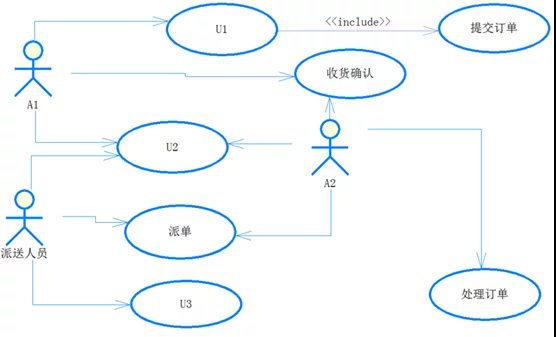 U1
<<include>>
提交订单
收货确认
A1
U2
A2
派送人员
派单
U3
处理订单